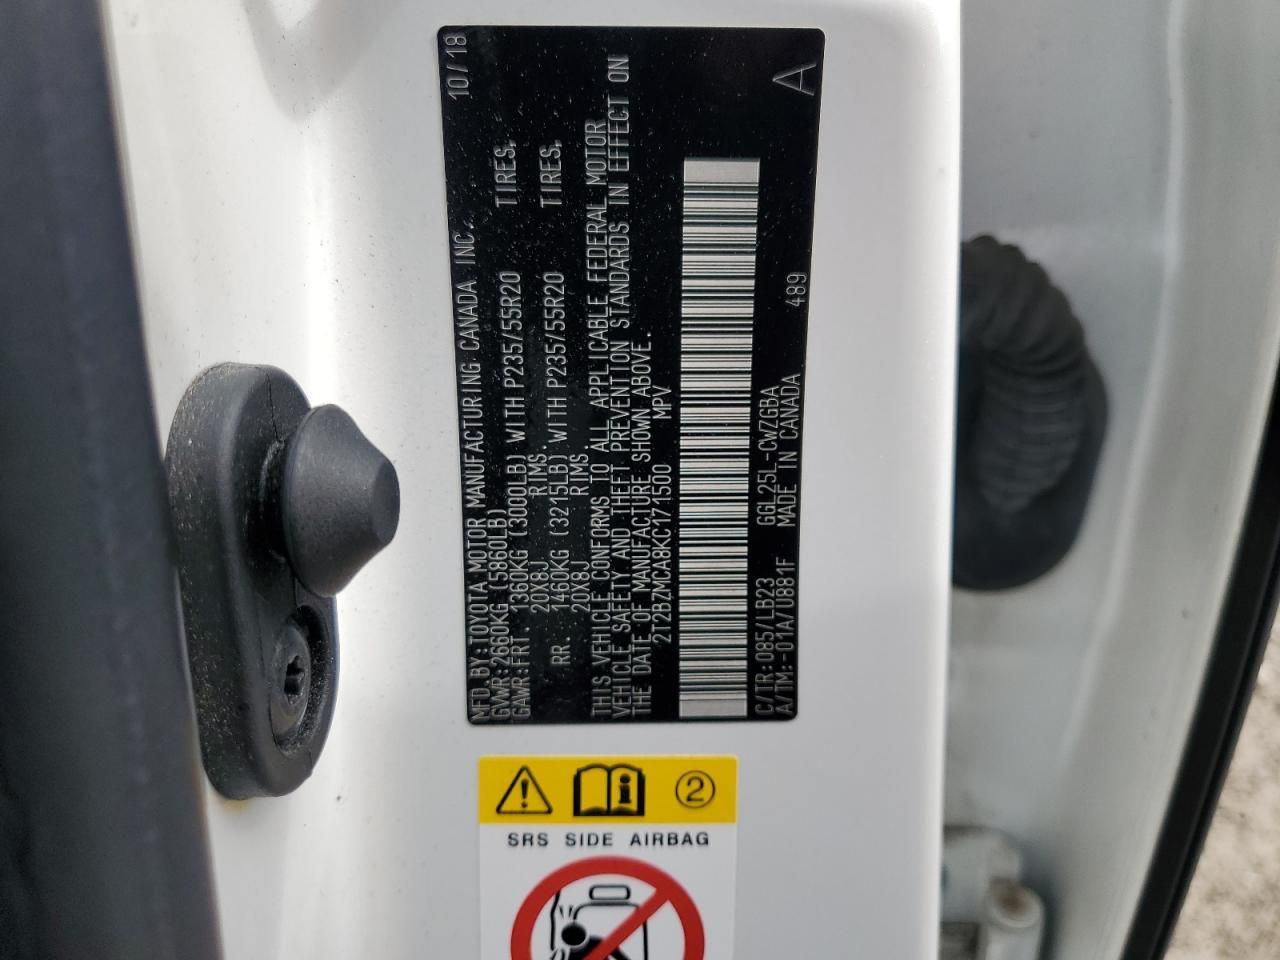 MFD.BY:TOYOTA MOTOR MANUFACTURING CANADA INC. 10/18
GVWR:2660KG (5860LB)
GAWR:FRT 1360KG (3000LB) WITH P235/55R20 TIRES,
20X8J RIMS.
RR. 1460KG (3215LB) WITH P235/55R20 TIRES,
20X8J RIMS.
THIS VEHICLE CONFORMS TO ALL APPLICABLE FEDERAL MOTOR
VEHICLE SAFETY AND THEFT PREVENTION STANDARDS IN EFFECT ON
THE DATE OF MANUFACTURE SHOWN ABOVE.
2T2BZMCA8KC171500 MPV
C/TR:085/LB23 GGL25L-CWZGBA
A/TM:-01A/U881F MADE IN CANADA 489 A
2
SRS SIDE AIRBAG